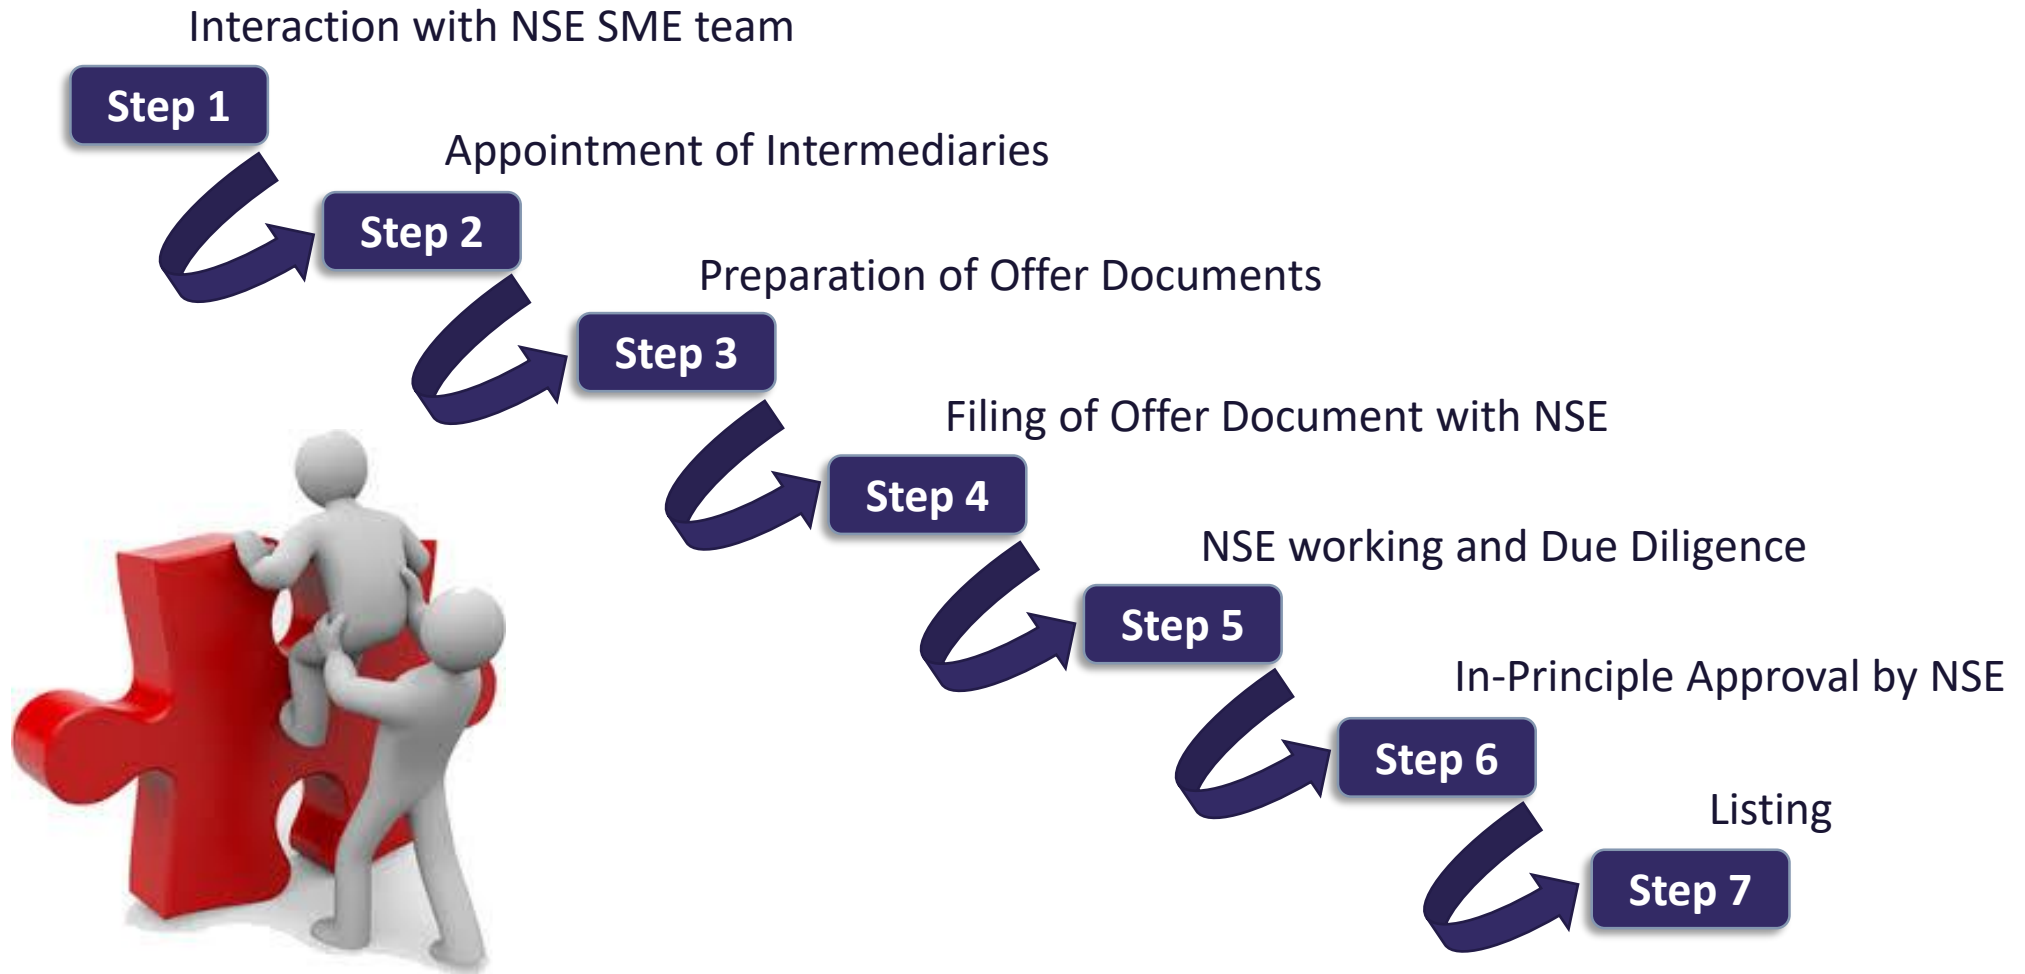 Interaction with NSE SME team
Step 1
Appointment of Intermediaries
Step 2
Preparation of Offer Documents
Step 3
Filing of Offer Document with NSE
Step 4
NSE working and Due Diligence
Step 5
In-Principle Approval by NSE
Step 6
Listing
Step 7